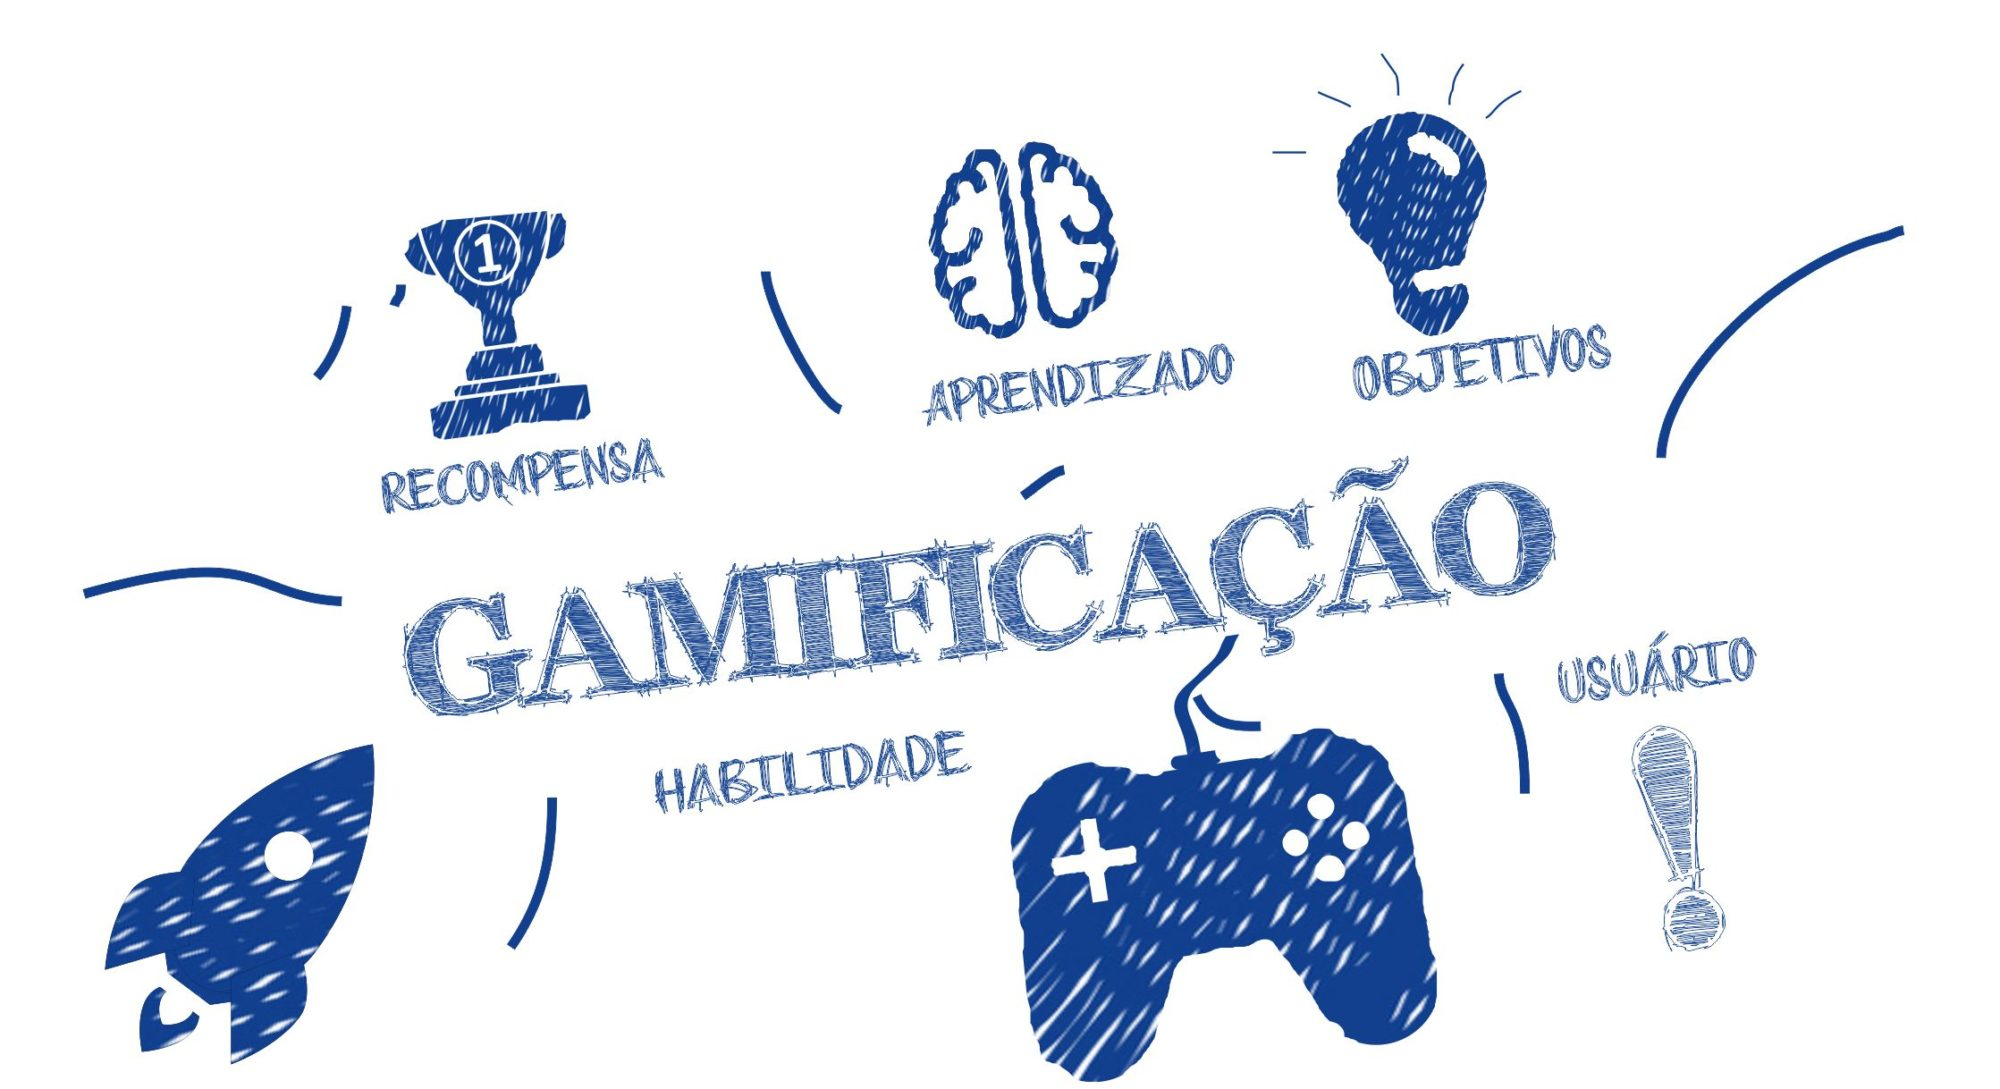 1
APRENDIZADO
OBJETIVOS
RECOMPENSA
GAMIFICAÇÃO
USUÁRIO
HABILIDADE
!